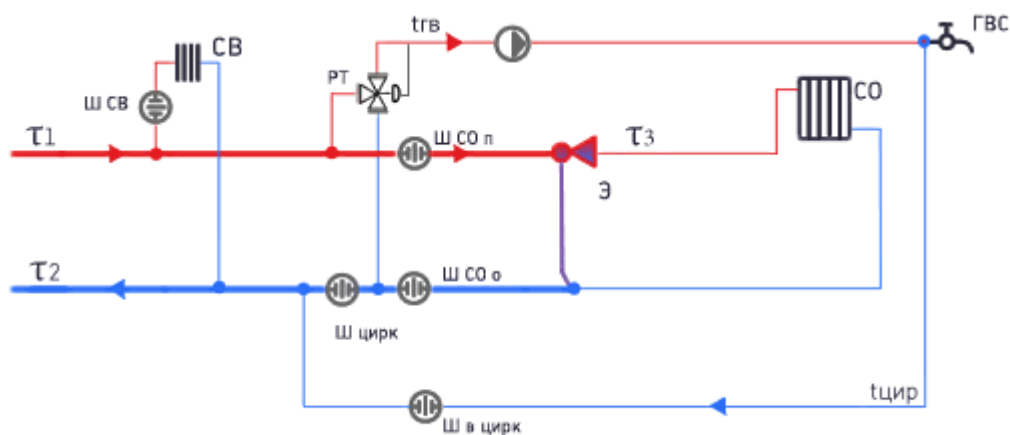 tгв
ГВС
СВ
РТ
Ш СВ
СО
τ1
Ш СО п
τ3
Э
τ2
Ш СО о
Ш цирк
tцир
Ш в цирк